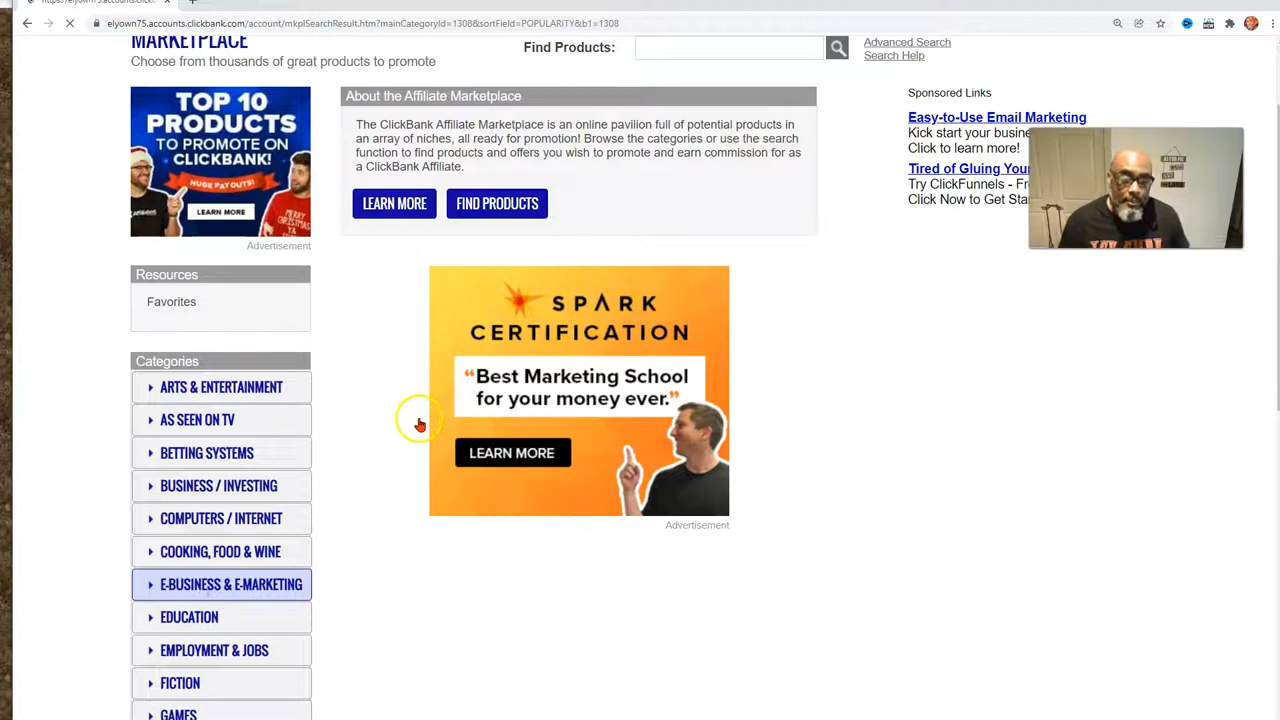 https://elyown75.accounts.clickb
elyown75.accounts.clickbank.com/account/mkplSearchResult.htm?mainCategoryId=1308&sortField=POPULARITY&b1=1308
MARKETPLACE
Choose from thousands of great products to promote
Find Products:
Advanced Search
Search Help
TOP 10
PRODUCTS
TO PROMOTE ON
CLICKBANK!
HUGE PAYOUTS!
LEARN MORE
Advertisement
About the Affiliate Marketplace
The ClickBank Affiliate Marketplace is an online pavilion full of potential products in
an array of niches, all ready for promotion! Browse the categories or use the search
function to find products and offers you wish to promote and earn commission for as
a ClickBank Affiliate.
LEARN MORE
FIND PRODUCTS
Sponsored Links
Easy-to-Use Email Marketing
Kick start your busine
Click to learn more!
Tired of Gluing Your
Try ClickFunnels - Fr
Click Now to Get Sta
Resources
Favorites
SPARK
CERTIFICATION
“Best Marketing School
for your money ever.”
LEARN MORE
Advertisement
Categories
ARTS & ENTERTAINMENT
AS SEEN ON TV
BETTING SYSTEMS
BUSINESS / INVESTING
COMPUTERS / INTERNET
COOKING, FOOD & WINE
E-BUSINESS & E-MARKETING
EDUCATION
EMPLOYMENT & JOBS
FICTION
GAMES